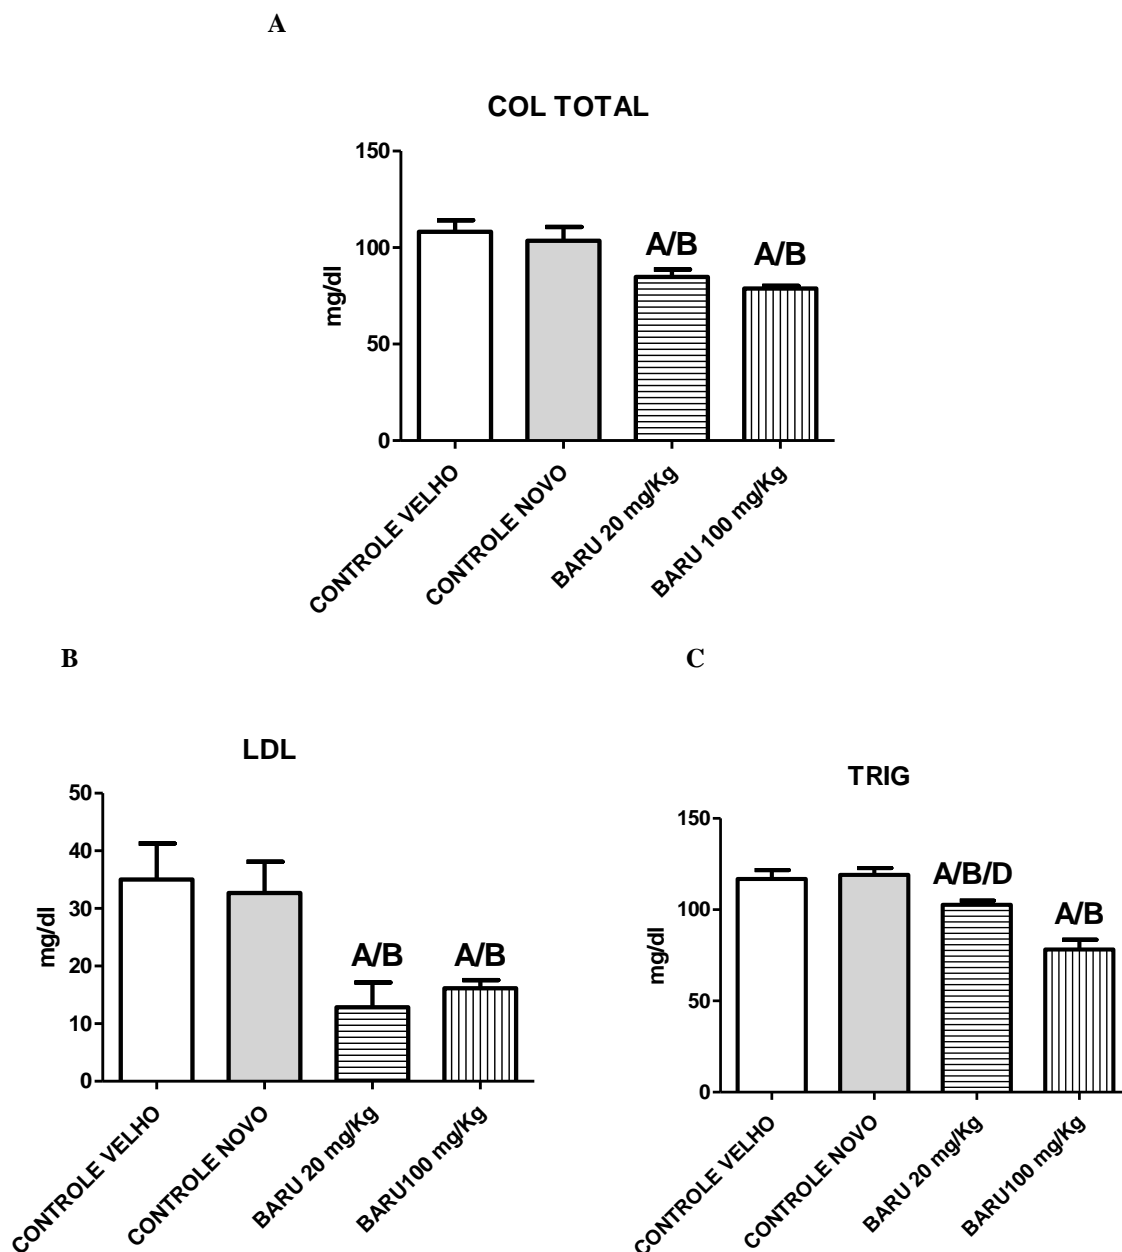 A
COL TOTAL
150
100
50
0
mg/dl
A/B
A/B
CONTROLE VELHO
CONTROLE NOVO
BARU 20 mg/Kg
BARU 100 mg/Kg
B
LDL
50
40
30
20
10
0
mg/dl
A/B
A/B
CONTROLE VELHO
CONTROLE NOVO
BARU 20 mg/Kg
BARU100 mg/Kg
C
TRIG
150
100
50
0
mg/dl
A/B/D
A/B
CONTROLE VELHO
CONTROLE NOVO
BARU 20 mg/Kg
BARU100 mg/Kg